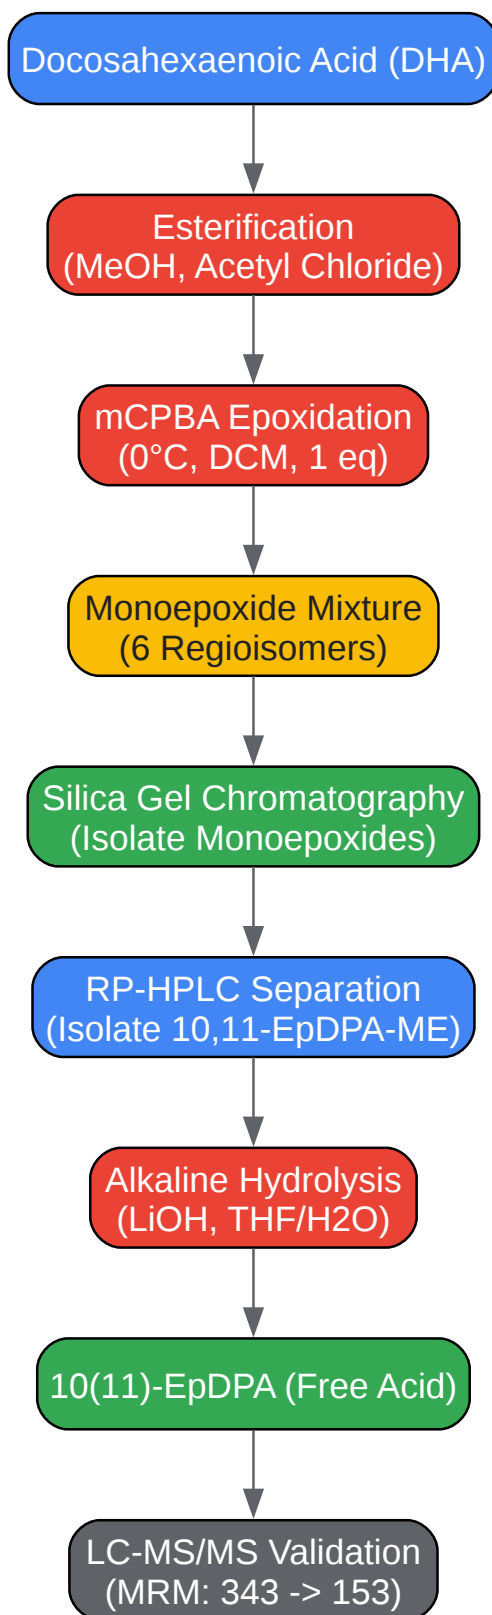 Docosahexaenoic Acid (DHA)
Esterification
(MeOH, Acetyl Chloride)
mCPBA Epoxidation
(0°C, DCM, 1 eq)
Monoepoxide Mixture
(6 Regioisomers)
Silica Gel Chromatography
(Isolate Monoepoxides)
RP-HPLC Separation
(Isolate 10,11-EpDPA-ME)
Alkaline Hydrolysis
(LiOH, THF/H2O)
10(11)-EpDPA (Free Acid)
LC-MS/MS Validation
(MRM: 343 -> 153)